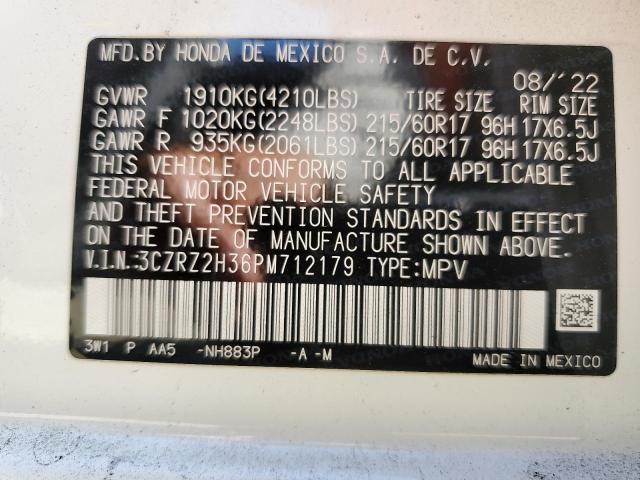 MFD. BY HONDA DE MEXICO S.A. DE C.V.
08/'22
GVWR 1910KG(4210LBS) TIRE SIZE RIM SIZE
GAWR F 1020KG(2248LBS) 215/60R17 96H 17X6.5J
GAWR R 935KG(2061LBS) 215/60R17 96H 17X6.5J
THIS VEHICLE CONFORMS TO ALL APPLICABLE
FEDERAL MOTOR VEHICLE SAFETY
AND THEFT PREVENTION STANDARDS IN EFFECT
ON THE DATE OF MANUFACTURE SHOWN ABOVE.
V.I.N.:3CZRZ2H36PM712179 TYPE:MPV
3W1 P AA5 -NH883P -A -M
MADE IN MEXICO